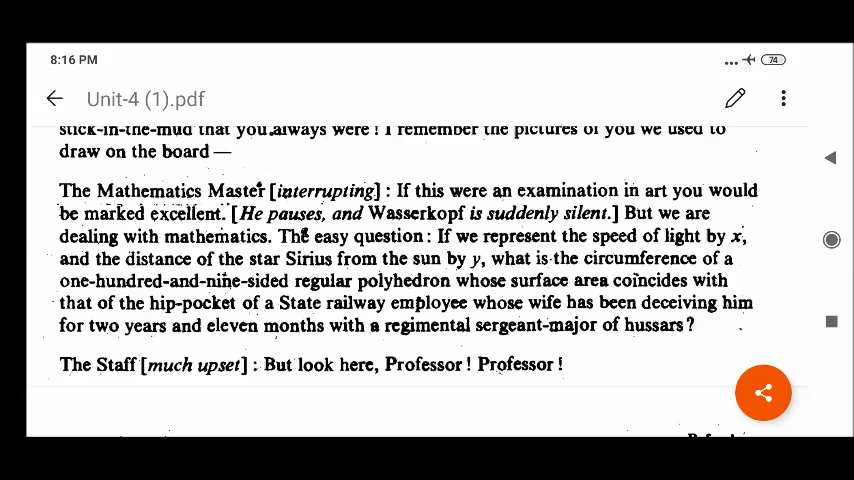 8:16 PM
74
Unit-4 (1).pdf
stick-in-the-mud that you always were! I remember the pictures of you we used to
draw on the board—
The Mathematics Master [interrupting] : If this were an examination in art you would
be marked excellent. [He pauses, and Wasserkopf is suddenly silent.] But we are
dealing with mathematics. The easy question : If we represent the speed of light by x,
and the distance of the star Sirius from the sun by y, what is the circumference of a
one-hundred-and-nine-sided regular polyhedron whose surface area coincides with
that of the hip-pocket of a State railway employee whose wife has been deceiving him
for two years and eleven months with a regimental sergeant-major of hussars?
The Staff [much upset] : But look here, Professor! Professor!